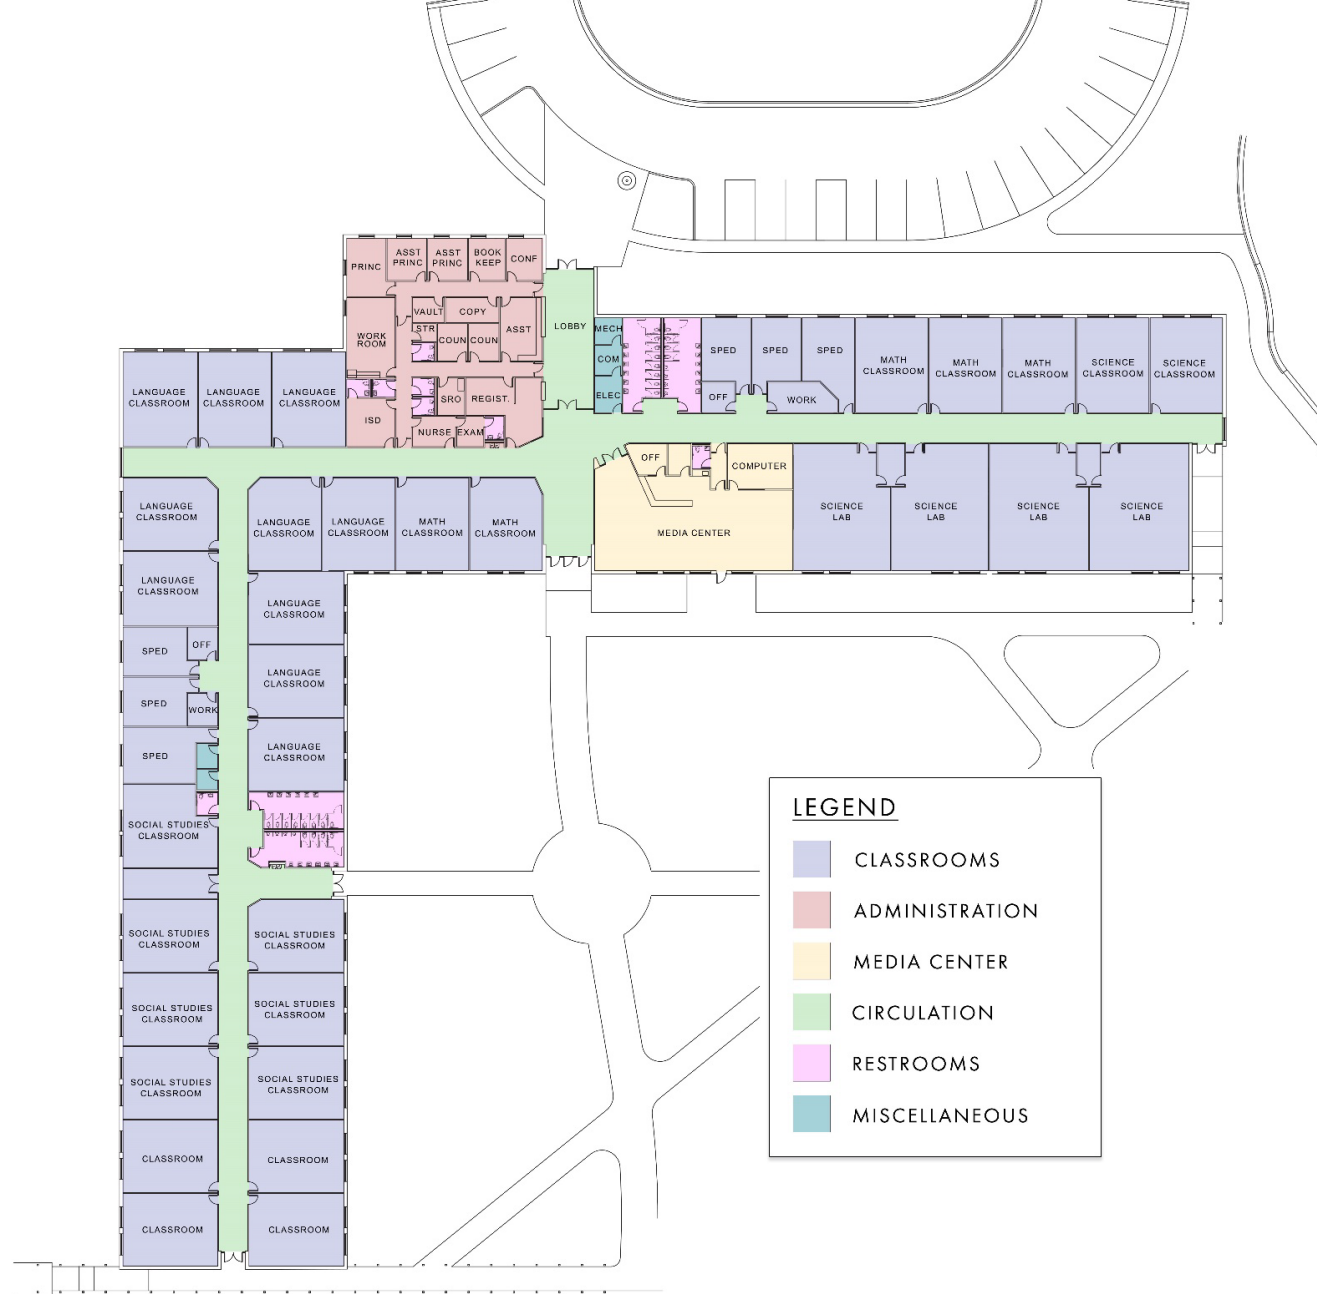 PRINC
ASST
PRINC
ASST
PRINC
BOOK
KEEP
CONF
VAULT
COPY
WORK
ROOM
STR
COUN
COUN
ASST
LOBBY
MECH
COM
ELEC
SPED
SPED
SPED
OFF
WORK
MATH
CLASSROOM
MATH
CLASSROOM
MATH
CLASSROOM
SCIENCE
CLASSROOM
SCIENCE
CLASSROOM
LANGUAGE
CLASSROOM
LANGUAGE
CLASSROOM
LANGUAGE
CLASSROOM
ISD
SRO
REGIST.
NURSE
EXAM
OFF
COMPUTER
MEDIA CENTER
SCIENCE
LAB
SCIENCE
LAB
SCIENCE
LAB
SCIENCE
LAB
LANGUAGE
CLASSROOM
LANGUAGE
CLASSROOM
LANGUAGE
CLASSROOM
MATH
CLASSROOM
MATH
CLASSROOM
LANGUAGE
CLASSROOM
LANGUAGE
CLASSROOM
SPED
OFF
LANGUAGE
CLASSROOM
SPED
WORK
LANGUAGE
CLASSROOM
SPED
SOCIAL STUDIES
CLASSROOM
SOCIAL STUDIES
CLASSROOM
SOCIAL STUDIES
CLASSROOM
SOCIAL STUDIES
CLASSROOM
SOCIAL STUDIES
CLASSROOM
SOCIAL STUDIES
CLASSROOM
SOCIAL STUDIES
CLASSROOM
CLASSROOM
CLASSROOM
CLASSROOM
CLASSROOM
LEGEND
CLASSROOMS
ADMINISTRATION
MEDIA CENTER
CIRCULATION
RESTROOMS
MISCELLANEOUS